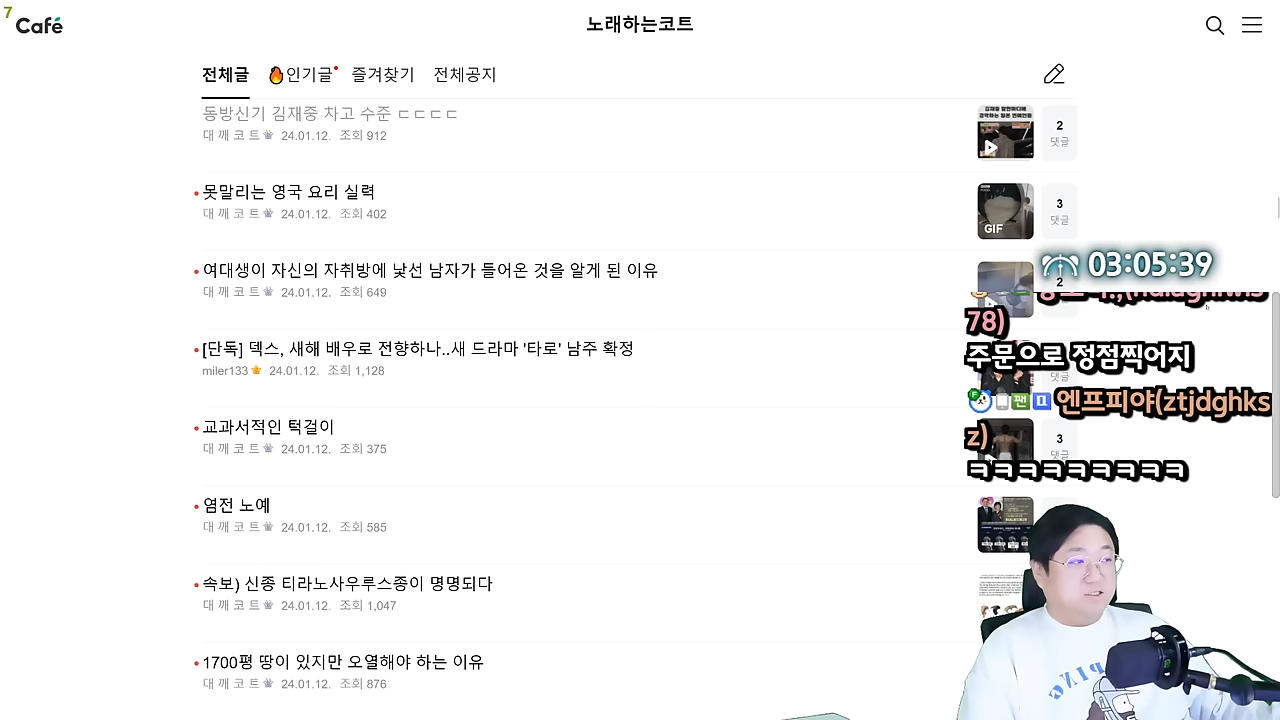 7
Café
노래하는코트
전체글 🔥인기글 즐겨찾기 전체공지
동방신기 김재중 차고 수준 ㄷㄷㄷㄷ
대 깨 코 트 24.01.12. 조회 912
2
댓글
못말리는 영국 요리 실력
대 깨 코 트 24.01.12. 조회 402
GIF
3
댓글
여대생이 자신의 자취방에 낯선 남자가 들어온 것을 알게 된 이유
대 깨 코 트 24.01.12. 조회 649
03:05:39
2
78)
주문으로 정점찍어지
[단독] 덱스, 새해 배우로 전향하나..새 드라마 '타로' 남주 확정
miler133 24.01.12. 조회
댓글
엔프피야(ztjdghks
z)
ㅋㅋㅋㅋㅋㅋㅋㅋㅋ
교과서적인 턱걸이
대 깨 코 트 24.01.12. 조회 375
3
댓글
염전 노예
대 깨 코 트 24.01.12. 조회 585
속보) 신종 티라노사우루스종이 명명되다
대 깨 코 트 24.01.12. 조회
1700평 땅이 있지만 오열해야 하는 이유
대 깨 코 트 24.01.12. 조회 876